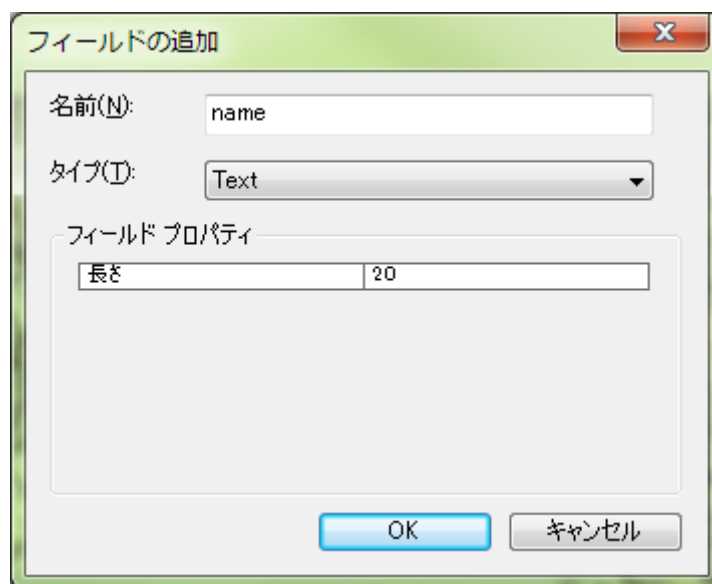 フィールドの追加
名前(N): name
タイプ(T): Text
フィールド プロパティ
長さ 20
OK キャンセル